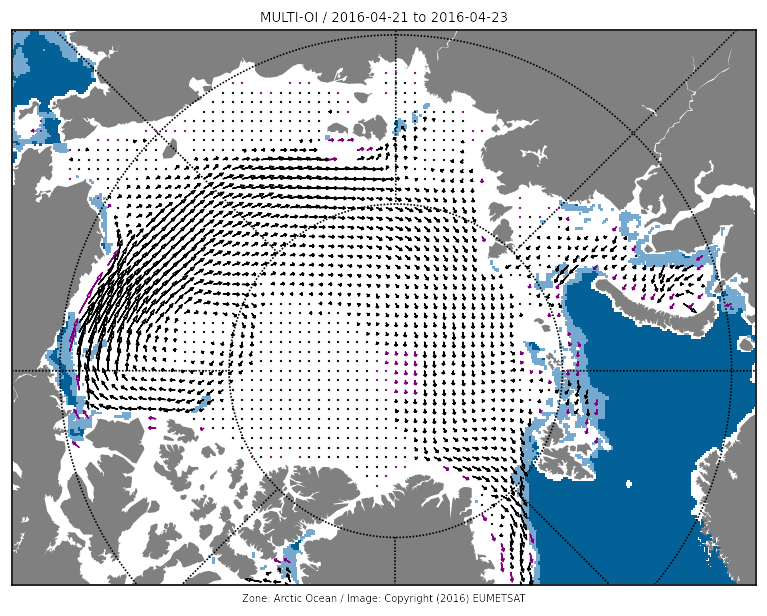 MULTI-OI / 2016-04-21 to 2016-04-23
Zone: Arctic Ocean / Image: Copyright (2016) EUMETSAT